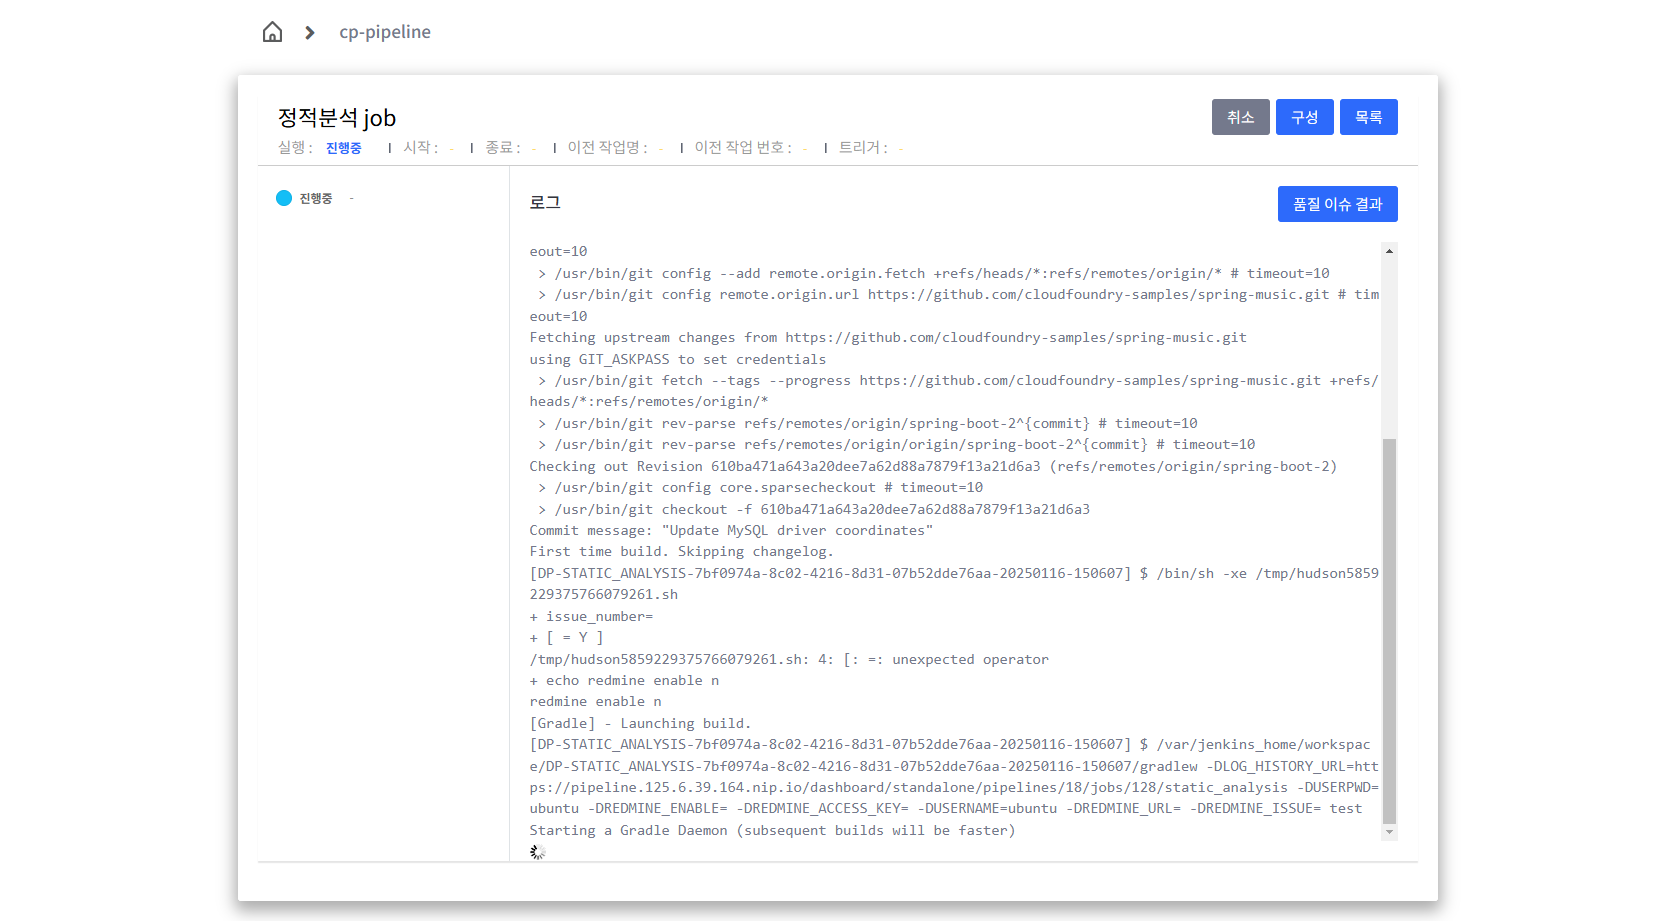 cp-pipeline
정적분석 job
취소 구성 목록
실행 : 진행중 | 시작 : - | 종료 : - | 이전 작업명 : - | 이전 작업 번호 : - | 트리거 : -
진행중 -
로그
품질 이슈 결과
eout=10
 > /usr/bin/git config --add remote.origin.fetch +refs/heads/*:refs/remotes/origin/* # timeout=10
 > /usr/bin/git config remote.origin.url https://github.com/cloudfoundry-samples/spring-music.git # tim
eout=10
Fetching upstream changes from https://github.com/cloudfoundry-samples/spring-music.git
using GIT_ASKPASS to set credentials
 > /usr/bin/git fetch --tags --progress https://github.com/cloudfoundry-samples/spring-music.git +refs/
heads/*:refs/remotes/origin/*
 > /usr/bin/git rev-parse refs/remotes/origin/spring-boot-2^{commit} # timeout=10
 > /usr/bin/git rev-parse refs/remotes/origin/origin/spring-boot-2^{commit} # timeout=10
Checking out Revision 610ba471a643a20dee7a62d88a7879f13a21d6a3 (refs/remotes/origin/spring-boot-2)
 > /usr/bin/git config core.sparsecheckout # timeout=10
 > /usr/bin/git checkout -f 610ba471a643a20dee7a62d88a7879f13a21d6a3
Commit message: "Update MySQL driver coordinates"
First time build. Skipping changelog.
[DP-STATIC_ANALYSIS-7bf0974a-8c02-4216-8d31-07b52dde76aa-20250116-150607] $ /bin/sh -xe /tmp/hudson5859
229375766079261.sh
+ issue_number=
+ [ = Y ]
/tmp/hudson5859229375766079261.sh: 4: [: =: unexpected operator
+ echo redmine enable n
redmine enable n
[Gradle] - Launching build.
[DP-STATIC_ANALYSIS-7bf0974a-8c02-4216-8d31-07b52dde76aa-20250116-150607] $ /var/jenkins_home/workspac
e/DP-STATIC_ANALYSIS-7bf0974a-8c02-4216-8d31-07b52dde76aa-20250116-150607/gradlew -DLOG_HISTORY_URL=htt
ps://pipeline.125.6.39.164.nip.io/dashboard/standalone/pipelines/18/jobs/128/static_analysis -DUSERPWD=
ubuntu -DREDMINE_ENABLE= -DREDMINE_ACCESS_KEY= -DUSERNAME=ubuntu -DREDMINE_URL= -DREDMINE_ISSUE= test
Starting a Gradle Daemon (subsequent builds will be faster)